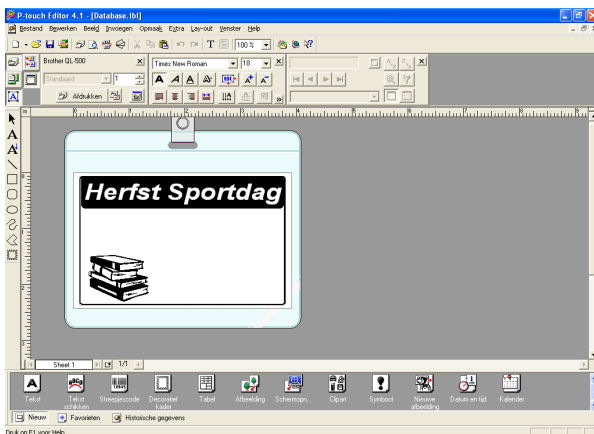 P-touch Editor 4.1 - [Database.lbl]
Bestand Bewerken Beeld Invoegen Opmaak Extra Lay-out Venster Help
100 %
Brother QL-500 Times New Roman 18
Standaard 1
Afdrukken
Herfst Sportdag
Sheet 1 1/1
Tekst Tekst schikken Streepjescode Decoratief kader Tabel Afbeelding Schermopn... Clipart Symbool Nieuwe afbeelding Datum en tijd Kalender
Nieuw Favorieten Historische gegevens
Druk op F1 voor Help